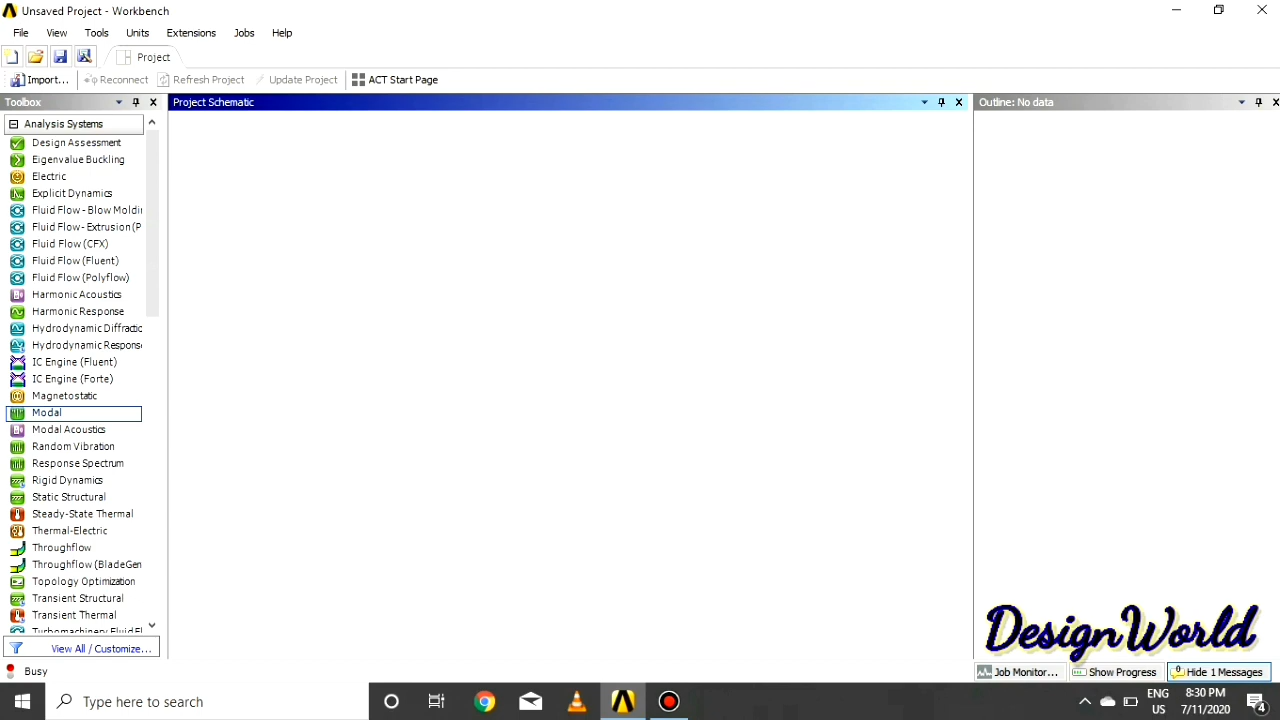 Unsaved Project - Workbench
File View Tools Units Extensions Jobs Help
Project
Import... Reconnect Refresh Project Update Project ACT Start Page
Toolbox
Project Schematic
Outline: No data
Analysis Systems
Design Assessment
Eigenvalue Buckling
Electric
Explicit Dynamics
Fluid Flow - Blow Moldi
Fluid Flow- Extrusion (P
Fluid Flow (CFX)
Fluid Flow (Fluent)
Fluid Flow (Polyflow)
Harmonic Acoustics
Harmonic Response
Hydrodynamic Diffractic
Hydrodynamic Respons
IC Engine (Fluent)
IC Engine (Forte)
Magnetostatic
Modal
Modal Acoustics
Random Vibration
Response Spectrum
Rigid Dynamics
Static Structural
Steady-State Thermal
Thermal-Electric
Throughflow
Throughflow (BladeGen
Topology Optimization
Transient Structural
Transient Thermal
Turbomachinery Fluid Fl
View All / Customize...
DesignWorld
Busy
Job Monitor... Show Progress Hide 1 Messages
Type here to search
ENG
US
8:30 PM
7/11/2020
4